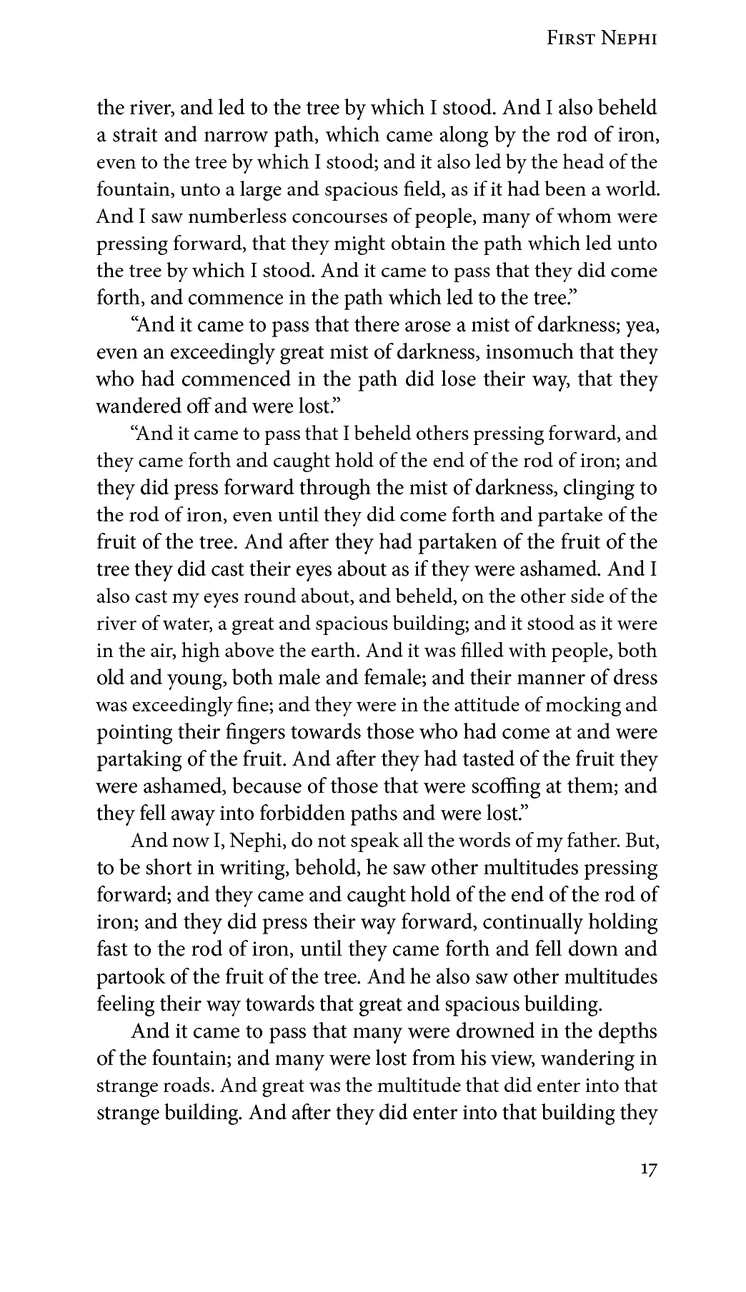 First Nephi
the river, and led to the tree by which I stood. And I also beheld
a strait and narrow path, which came along by the rod of iron,
even to the tree by which I stood; and it also led by the head of the
fountain, unto a large and spacious field, as if it had been a world.
And I saw numberless concourses of people, many of whom were
pressing forward, that they might obtain the path which led unto
the tree by which I stood. And it came to pass that they did come
forth, and commence in the path which led to the tree.”
“And it came to pass that there arose a mist of darkness; yea,
even an exceedingly great mist of darkness, insomuch that they
who had commenced in the path did lose their way, that they
wandered off and were lost.”
“And it came to pass that I beheld others pressing forward, and
they came forth and caught hold of the end of the rod of iron; and
they did press forward through the mist of darkness, clinging to
the rod of iron, even until they did come forth and partake of the
fruit of the tree. And after they had partaken of the fruit of the
tree they did cast their eyes about as if they were ashamed. And I
also cast my eyes round about, and beheld, on the other side of the
river of water, a great and spacious building; and it stood as it were
in the air, high above the earth. And it was filled with people, both
old and young, both male and female; and their manner of dress
was exceedingly fine; and they were in the attitude of mocking and
pointing their fingers towards those who had come at and were
partaking of the fruit. And after they had tasted of the fruit they
were ashamed, because of those that were scoffing at them; and
they fell away into forbidden paths and were lost.”
And now I, Nephi, do not speak all the words of my father. But,
to be short in writing, behold, he saw other multitudes pressing
forward; and they came and caught hold of the end of the rod of
iron; and they did press their way forward, continually holding
fast to the rod of iron, until they came forth and fell down and
partook of the fruit of the tree. And he also saw other multitudes
feeling their way towards that great and spacious building.
And it came to pass that many were drowned in the depths
of the fountain; and many were lost from his view, wandering in
strange roads. And great was the multitude that did enter into that
strange building. And after they did enter into that building they
17